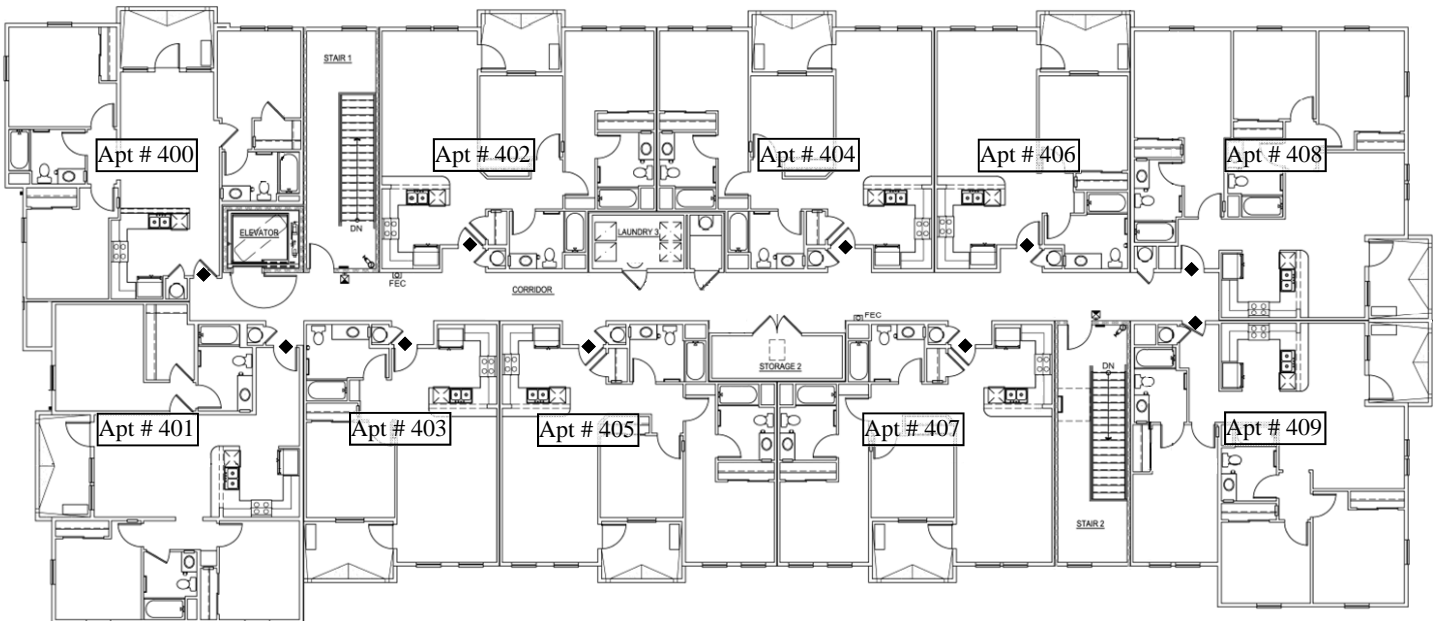 STAIR 1
Apt # 400
Apt # 402
Apt # 404
Apt # 406
Apt # 408
DN
ELEVATOR
LAUNDRY 3
FEC
CORRIDOR
FEC
STORAGE 2
DN
Apt # 401
Apt # 403
Apt # 405
Apt # 407
Apt # 409
STAIR 2